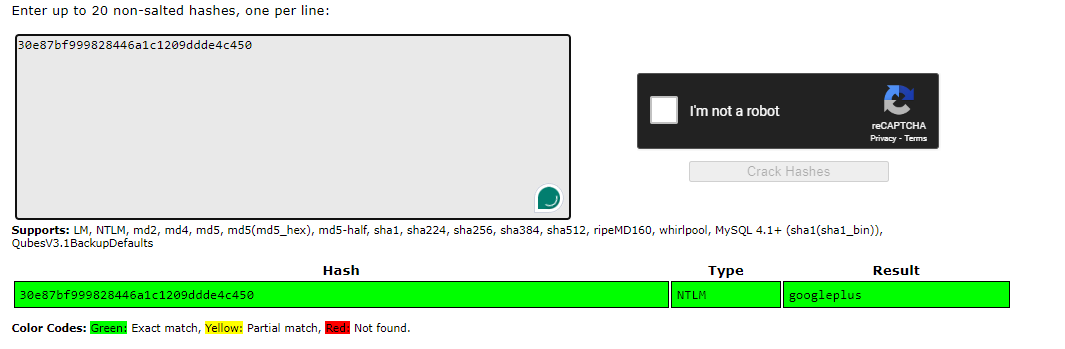 Enter up to 20 non-salted hashes, one per line:
30e87bf999828446a1c1209ddde4c450
I'm not a robot
reCAPTCHA
Privacy - Terms
Crack Hashes
Supports: LM, NTLM, md2, md4, md5, md5(md5_hex), md5-half, sha1, sha224, sha256, sha384, sha512, ripeMD160, whirlpool, MySQL 4.1+ (sha1(sha1_bin)),
QubesV3.1BackupDefaults
Hash Type Result
30e87bf999828446a1c1209ddde4c450 NTLM googleplus
Color Codes: Green: Exact match, Yellow: Partial match, Red: Not found.